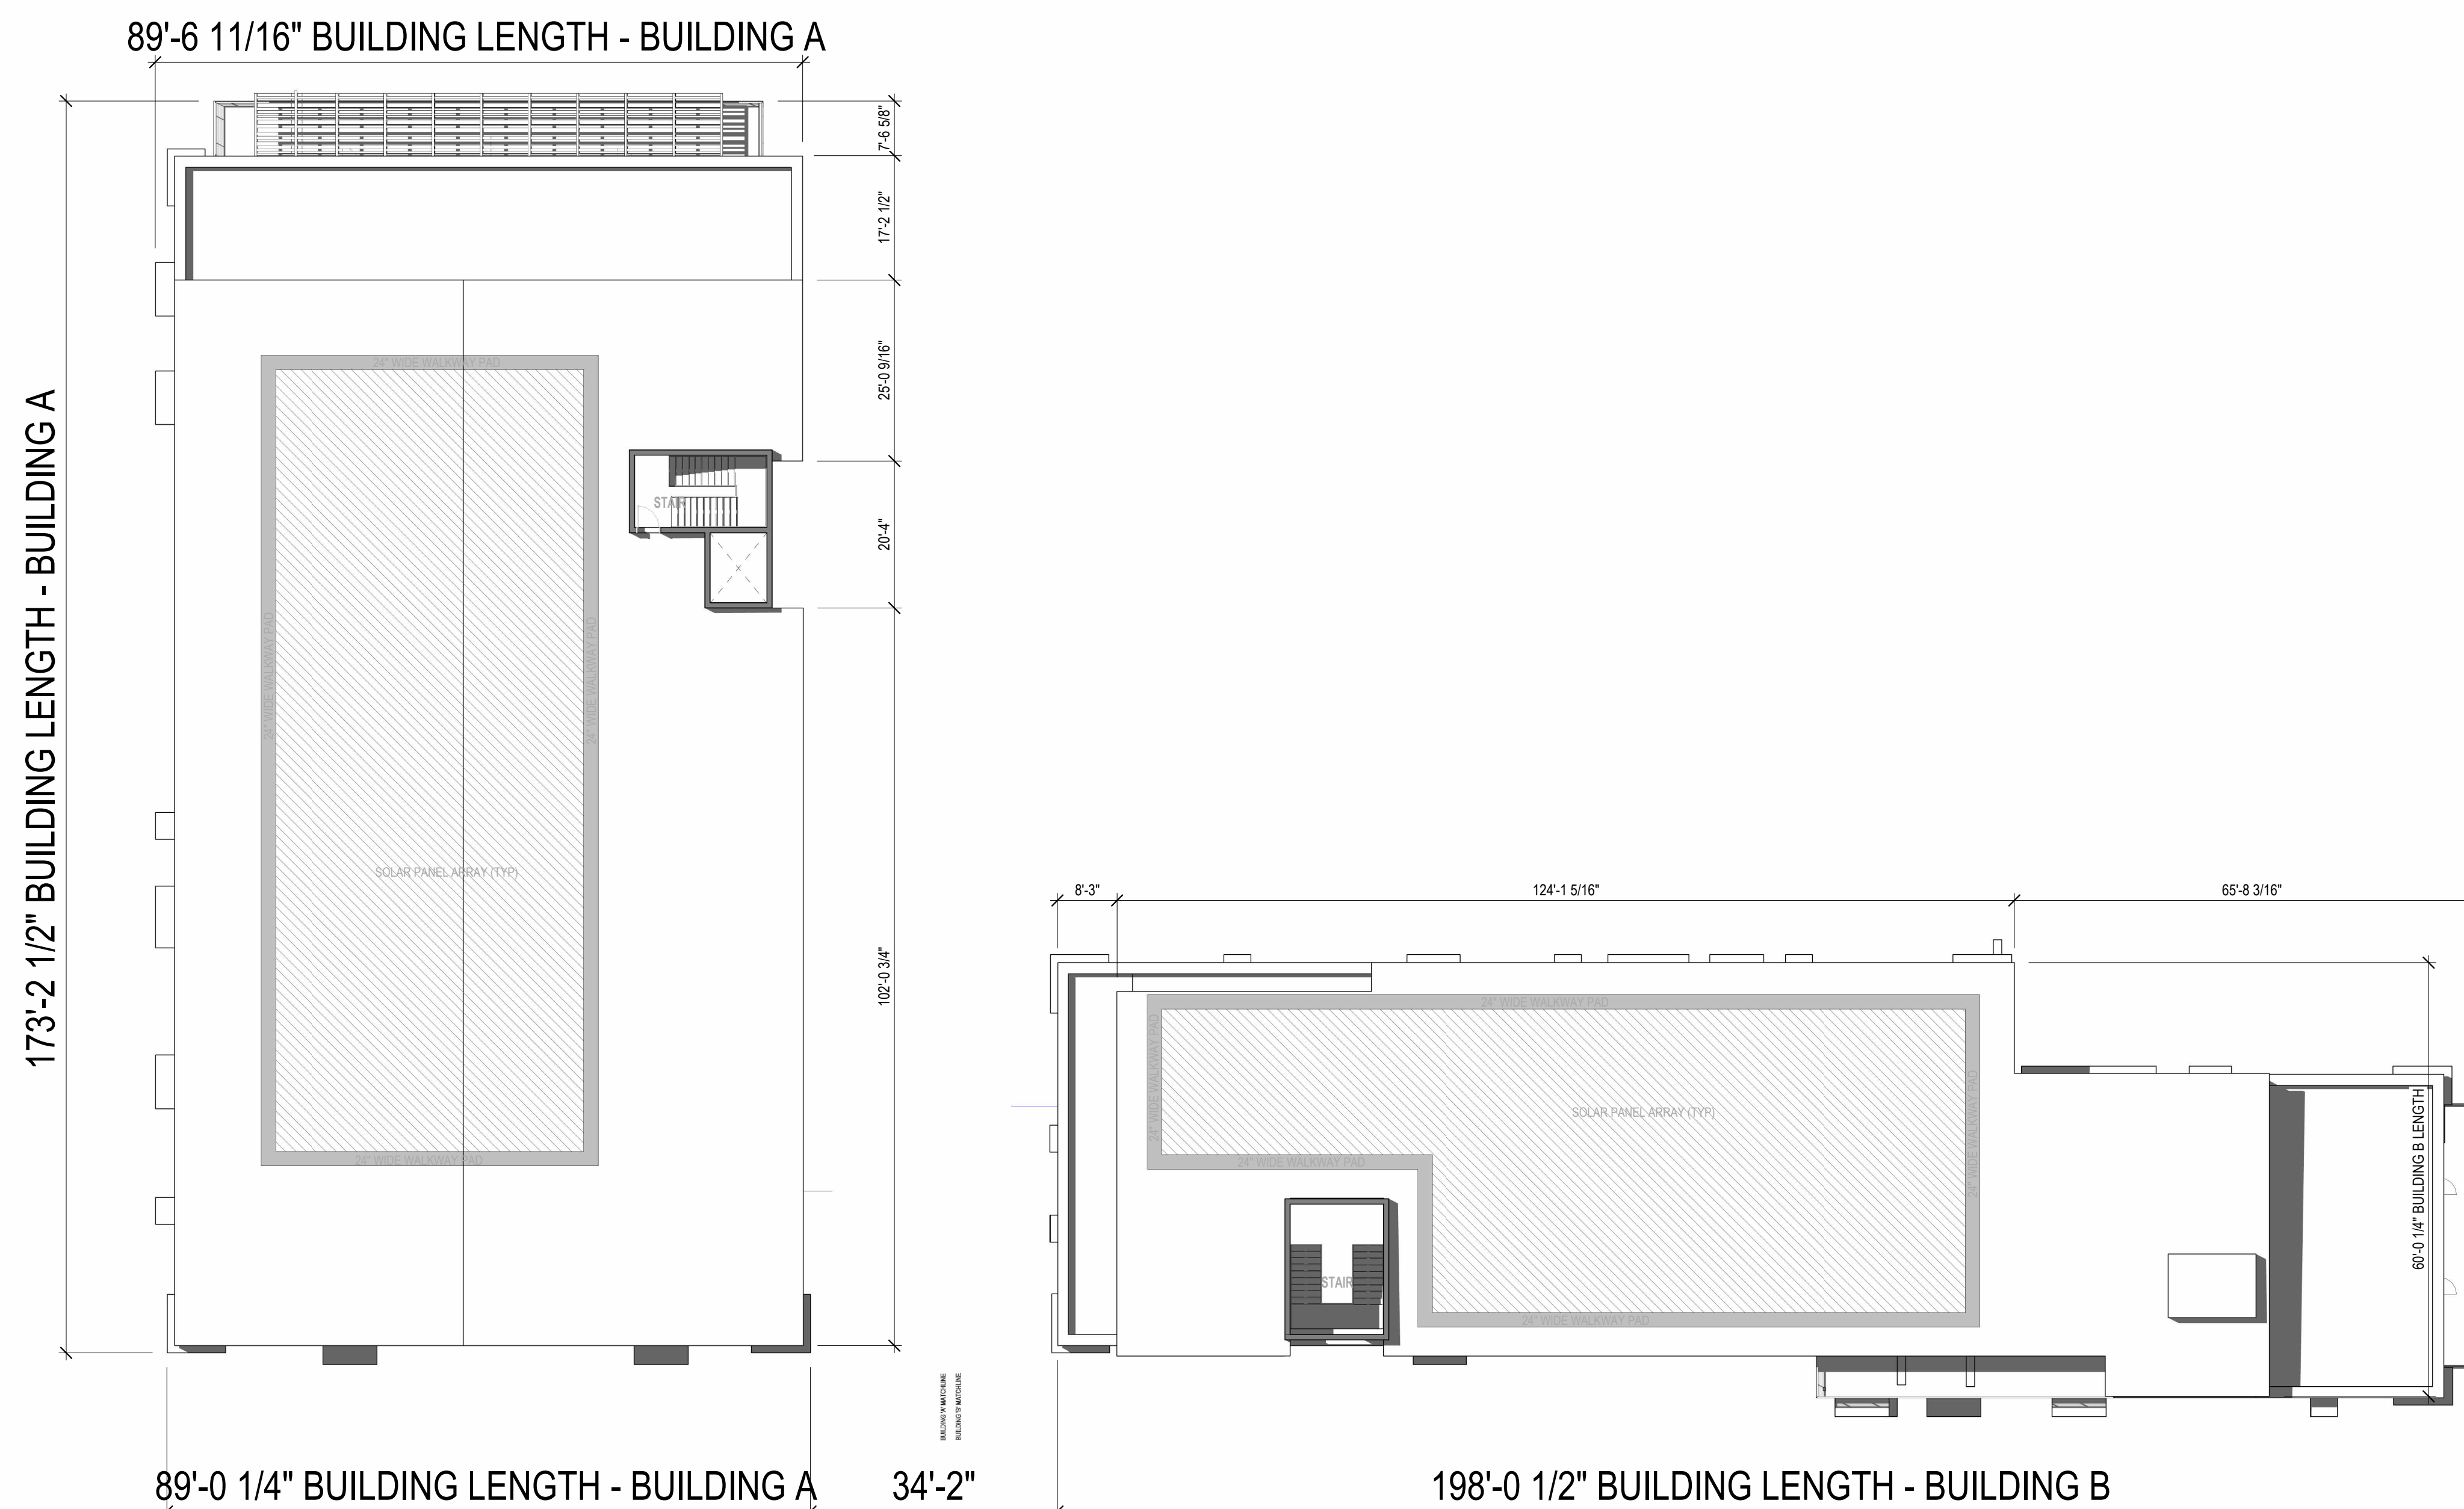 89'-6 11/16" BUILDING LENGTH - BUILDING A
173'-2 1/2" BUILDING LENGTH - BUILDING A
7'-6 5/8"
17'-2 1/2"
25'-0 9/16"
20'-4"
102'-0 3/4"
24" WIDE WALKWAY PAD
24" WIDE WALKWAY PAD
24" WIDE WALKWAY PAD
STAIR
SOLAR PANEL ARRAY (TYP)
24" WIDE WALKWAY PAD
8'-3"
124'-1 5/16"
65'-8 3/16"
24" WIDE WALKWAY PAD
24" WIDE WALKWAY PAD
SOLAR PANEL ARRAY (TYP)
24" WIDE WALKWAY PAD
24" WIDE WALKWAY PAD
STAIR
24" WIDE WALKWAY PAD
60'-0 1/4" BUILDING B LENGTH
BUILDING 'A' MATCHLINE
BUILDING 'B' MATCHLINE
89'-0 1/4" BUILDING LENGTH - BUILDING A
34'-2"
198'-0 1/2" BUILDING LENGTH - BUILDING B